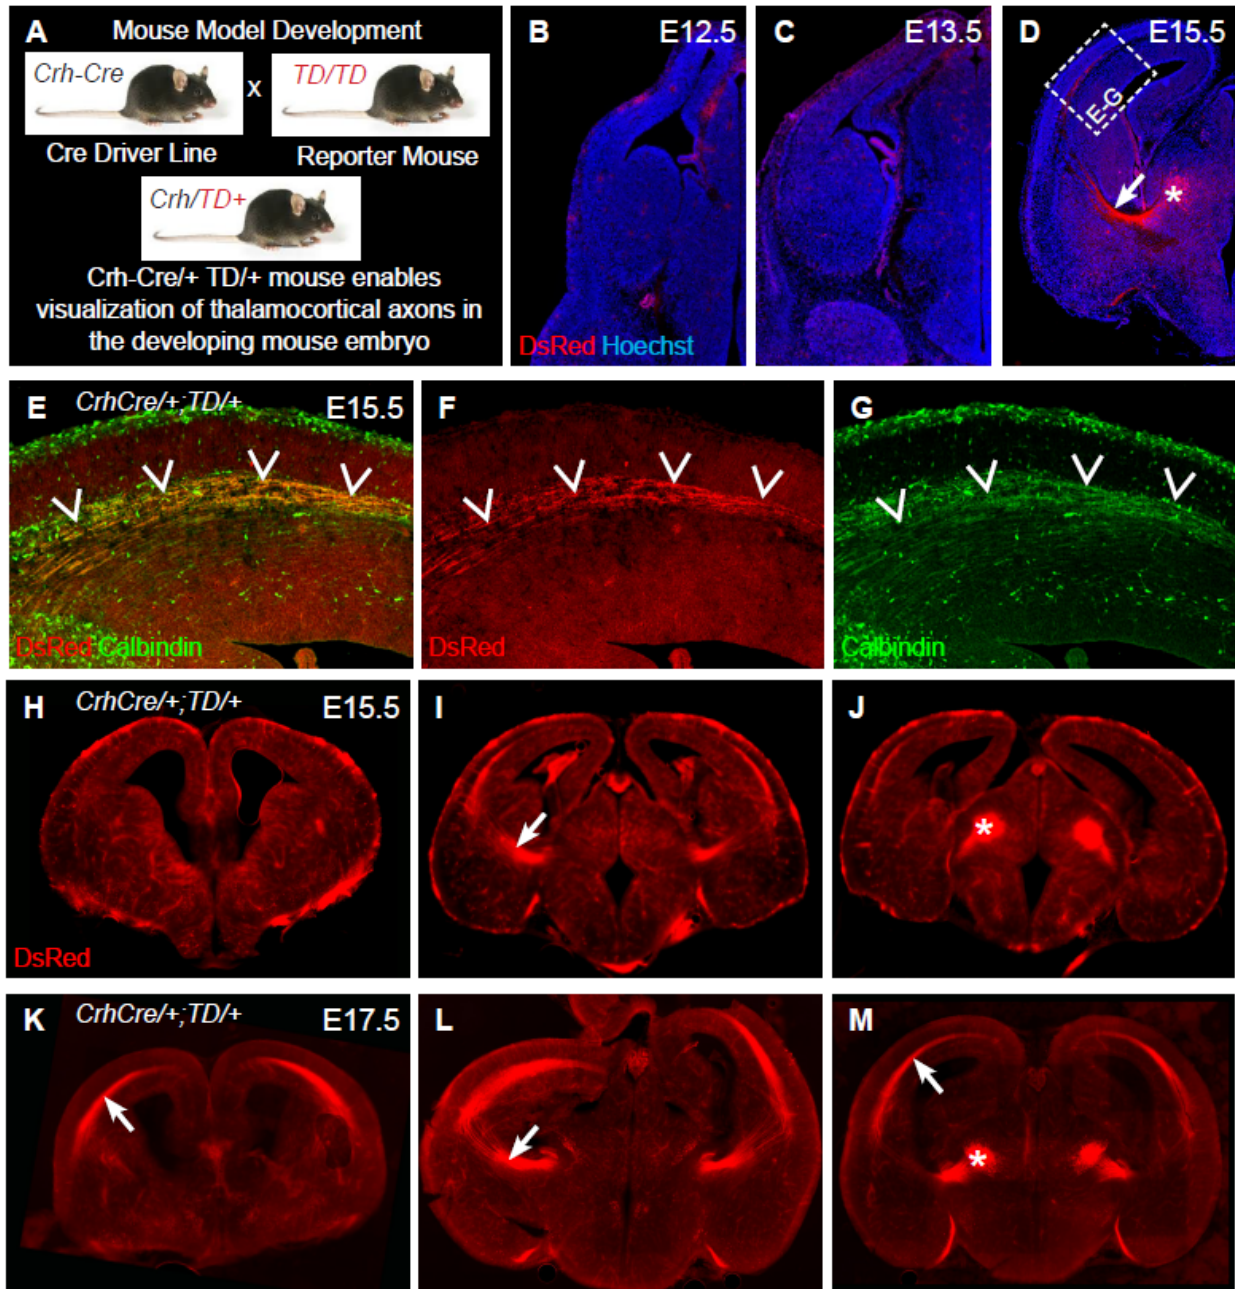 A Mouse Model Development
Crh-Cre x TD/TD
Cre Driver Line Reporter Mouse
Crh/TD+
Crh-Cre/+ TD/+ mouse enables
visualization of thalamocortical axons in
the developing mouse embryo
B E12.5
DsRed Hoechst
C E13.5
D E15.5
E-G
*
E CrhCre/+;TD/+ E15.5
DsRed Calbindin
F
DsRed
G
Calbindin
H CrhCre/+;TD/+ E15.5
DsRed
I
J
*
K CrhCre/+;TD/+ E17.5
L
M
*